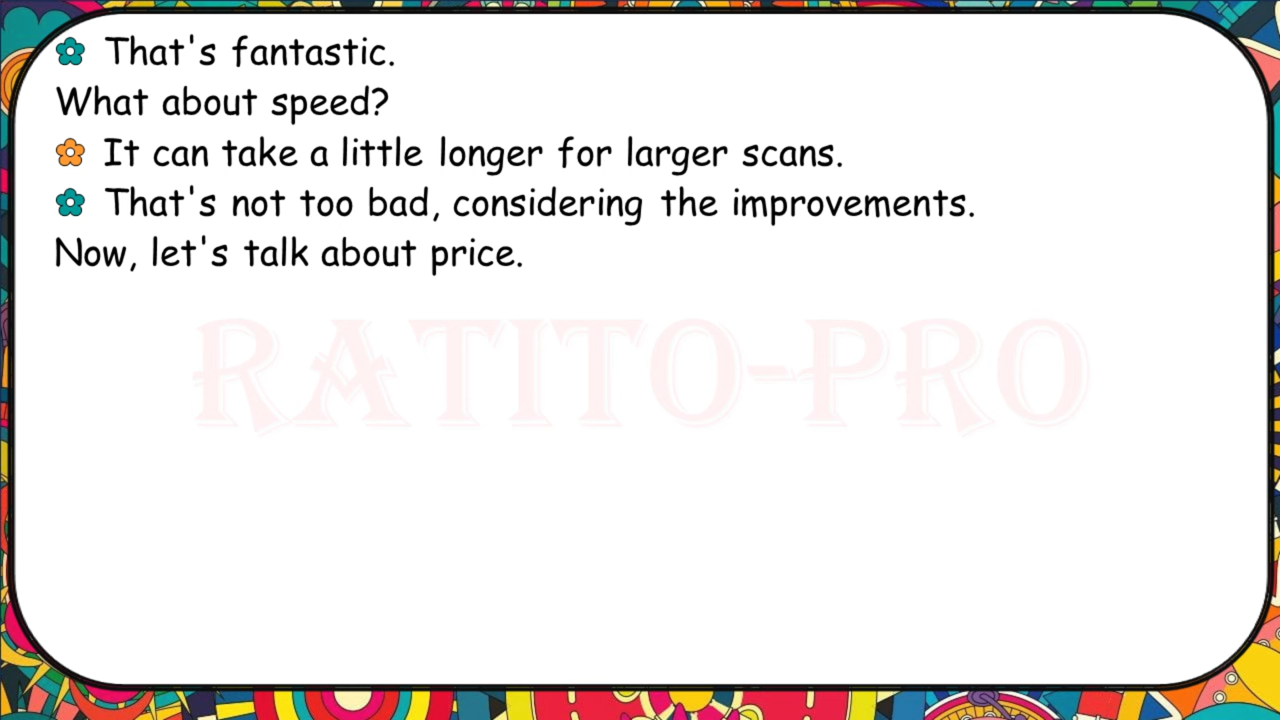 That's fantastic.
What about speed?
It can take a little longer for larger scans.
That's not too bad, considering the improvements.
Now, let's talk about price.
RATITO-PRO